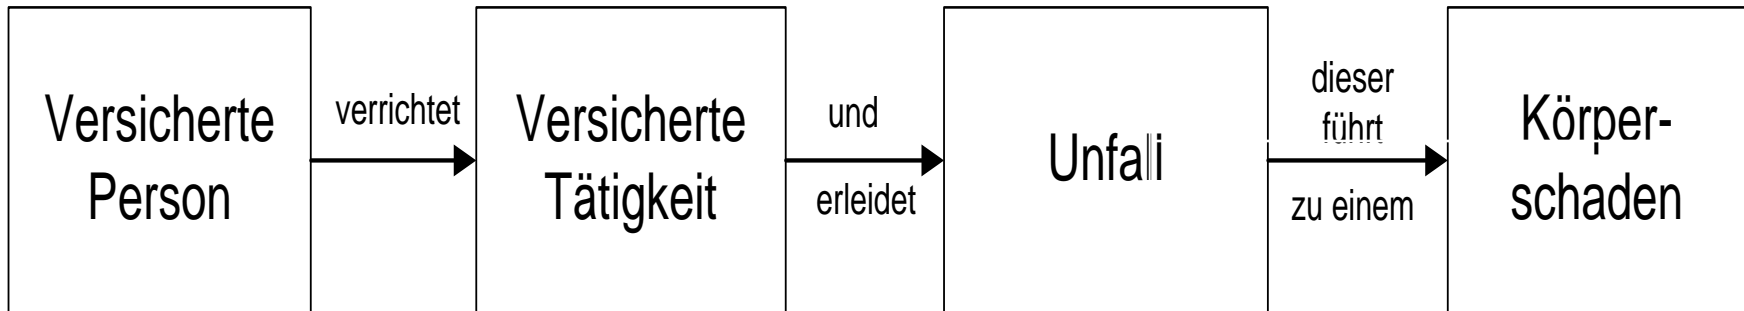 Versicherte
Person
verrichtet
Versicherte
Tätigkeit
und
erleidet
Unfall
dieser
führt
zu einem
Körper-
schaden